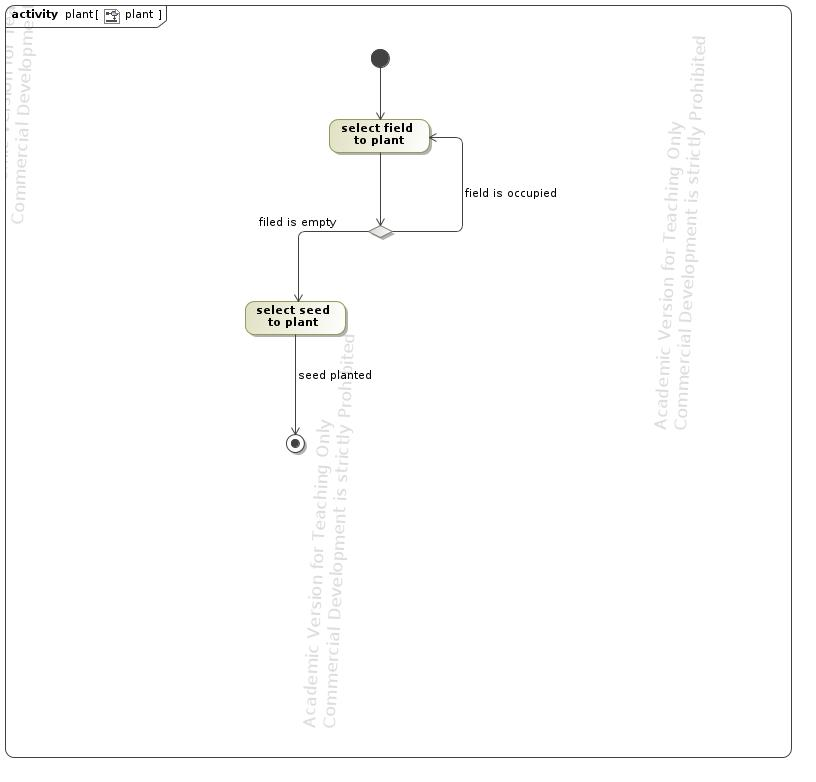 activity plant[ plant ]
select field
to plant
field is occupied
filed is empty
select seed
to plant
seed planted
Academic Version for Teaching Only
Commercial Development is strictly Prohibited
Academic Version for Teaching Only
Commercial Development is strictly Prohibited
Commercial Developme